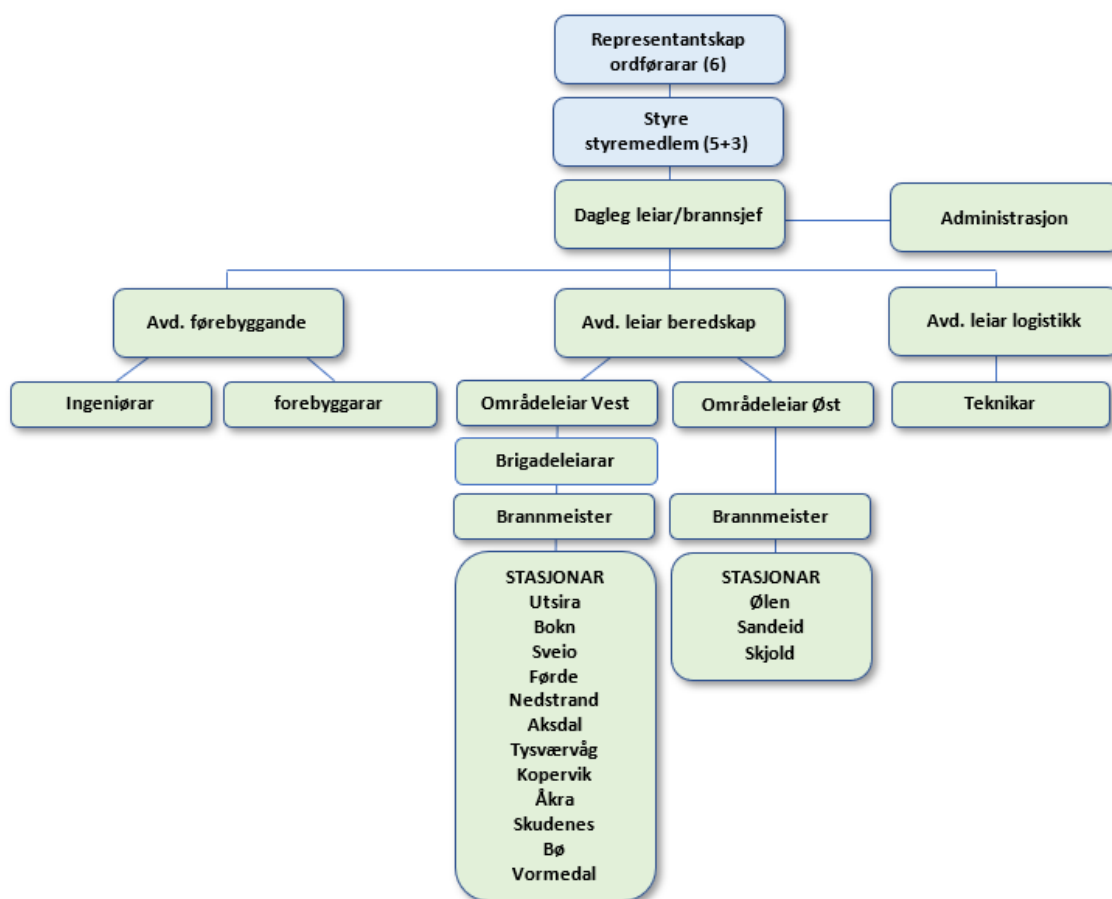 Representantskap
ordførarar (6)
Styre
styremedlem (5+3)
Dagleg leiar/brannsjef
Administrasjon
Avd. førebyggande
Avd. leiar beredskap
Avd. leiar logistikk
Ingeniørar
forebyggarar
Områdeleiar Vest
Områdeleiar Øst
Teknikar
Brigadeleiarar
Brannmeister
Brannmeister
STASJONAR
Utsira
Bokn
Sveio
Førde
Nedstrand
Aksdal
Tysværvåg
Kopervik
Åkra
Skudenes
Bø
Vormedal
STASJONAR
Ølen
Sandeid
Skjold